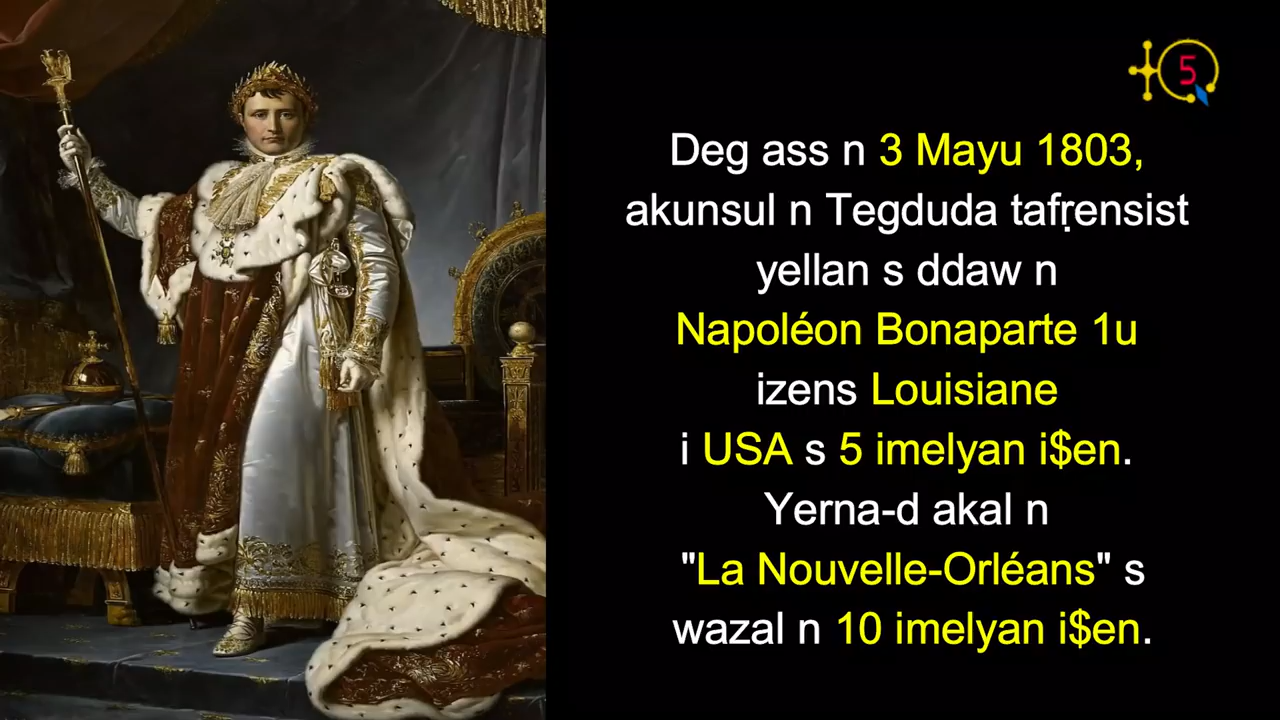 5
Deg ass n 3 Mayu 1803,
akunsul n Tegduda tafṛensist
yellan s ddaw n
Napoléon Bonaparte 1u
izens Louisiane
i USA s 5 imelyan i$en.
Yerna-d akal n
"La Nouvelle-Orléans" s
wazal n 10 imelyan i$en.